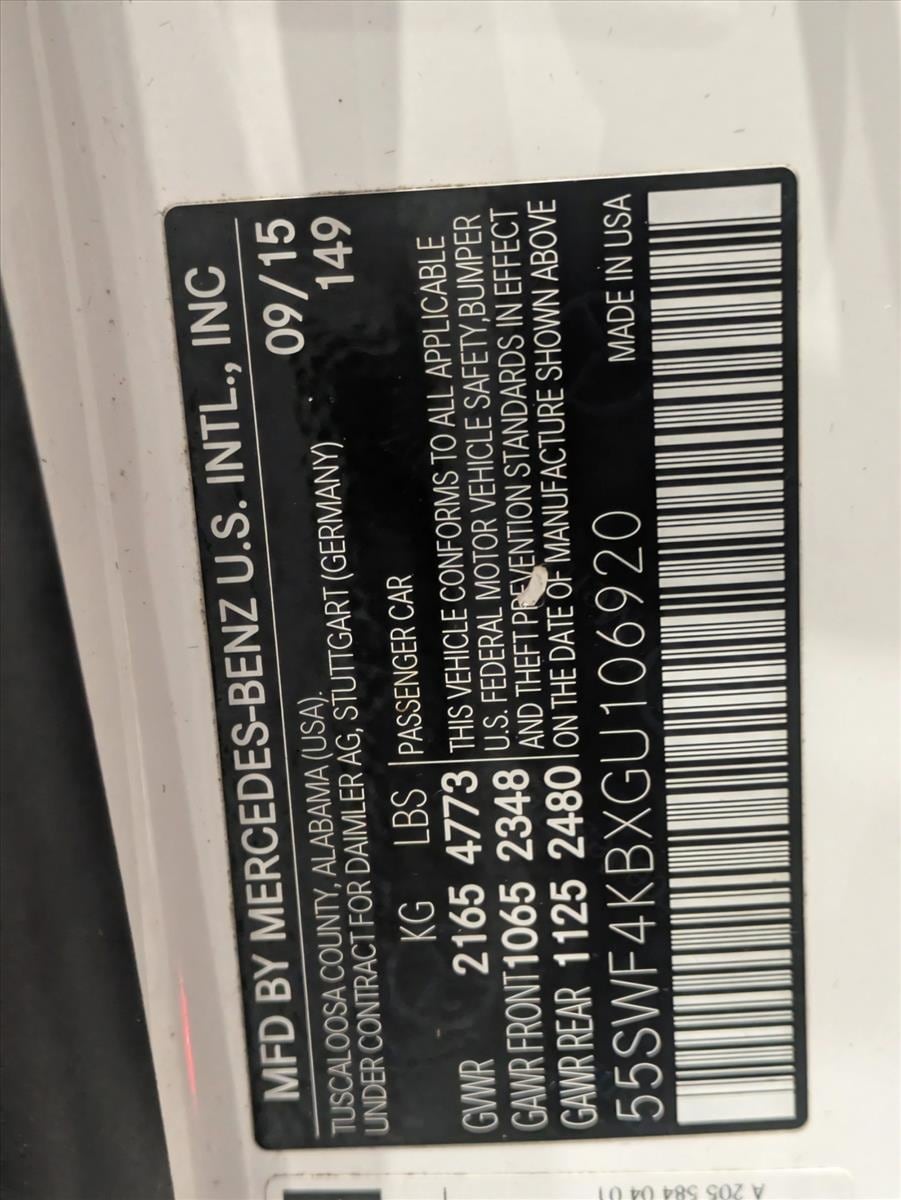 MFD BY MERCEDES-BENZ U.S. INTL., INC
TUSCALOOSA COUNTY, ALABAMA (USA). 09/15
UNDER CONTRACT FOR DAIMLER AG, STUTTGART (GERMANY) 149
KG LBS PASSENGER CAR
GVWR 2165 4773 THIS VEHICLE CONFORMS TO ALL APPLICABLE
U.S. FEDERAL MOTOR VEHICLE SAFETY,BUMPER
GAWR FRONT 1065 2348 AND THEFT PREVENTION STANDARDS IN EFFECT
GAWR REAR 1125 2480 ON THE DATE OF MANUFACTURE SHOWN ABOVE
55SWF4KBXGU106920 MADE IN USA
A 205 584 04 01